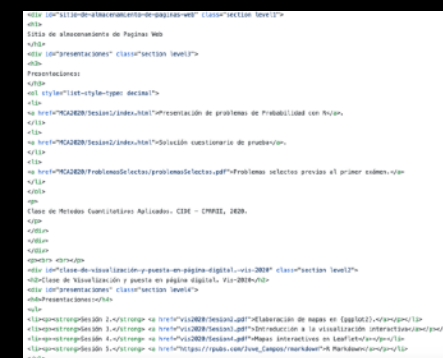 <div id="sitio-de-almacenamiento-de-paginas-web" class="section level1">
<h1>
Sitio de almacenamiento de Paginas Web
</h1>
<div id="presentaciones" class="section level3">
<h3>
Presentaciones:
</h3>
<ol style="list-style-type: decimal">
<li>
<a href="MCA2020/Sesion1/index.html">Presentación de problemas de Probabilidad con R</a>.
</li>
<li>
<a href="MCA2020/Sesion2/index.html">Solución cuestionario de prueba</a>.
</li>
<li>
<a href="MCA2020/ProblemasSelectos/problemasSelectos.pdf">Problemas selectos previos al primer exámen.</a>
</li>
</ol>
<p>
Clase de Metodos Cuantitativos Aplicados. CIDE - 2020.
</p>
</div>
</div>
</div>
<p><br> <br></p>
<div id="clase-de-visualización-y-puesta-en-página-digital.-vis-2020" class="section level2">
<h2>Clase de Visualización y puesta en página digital. Vis-2020</h2>
<div id="presentaciones" class="section level4">
<h4>Presentaciones:</h4>
<ul>
<li><p><strong>Sesión 2.</strong> <a href="vis2020/Sesion2.pdf">Elaboración de mapas en {ggplot2}.</a></p></li>
<li><p><strong>Sesión 3.</strong> <a href="vis2020/Sesion3.pdf">Introducción a la visualización interactiva</a></p></li>
<li><p><strong>Sesión 4.</strong> <a href="vis2020/Sesion4.pdf">Mapas interactivos en Leaflet</a></p></li>
<li><p><strong>Sesión 5.</strong> <a href="https://rpubs.com/Juve_Campos/rmarkdown">R Markdown</a></p></li>